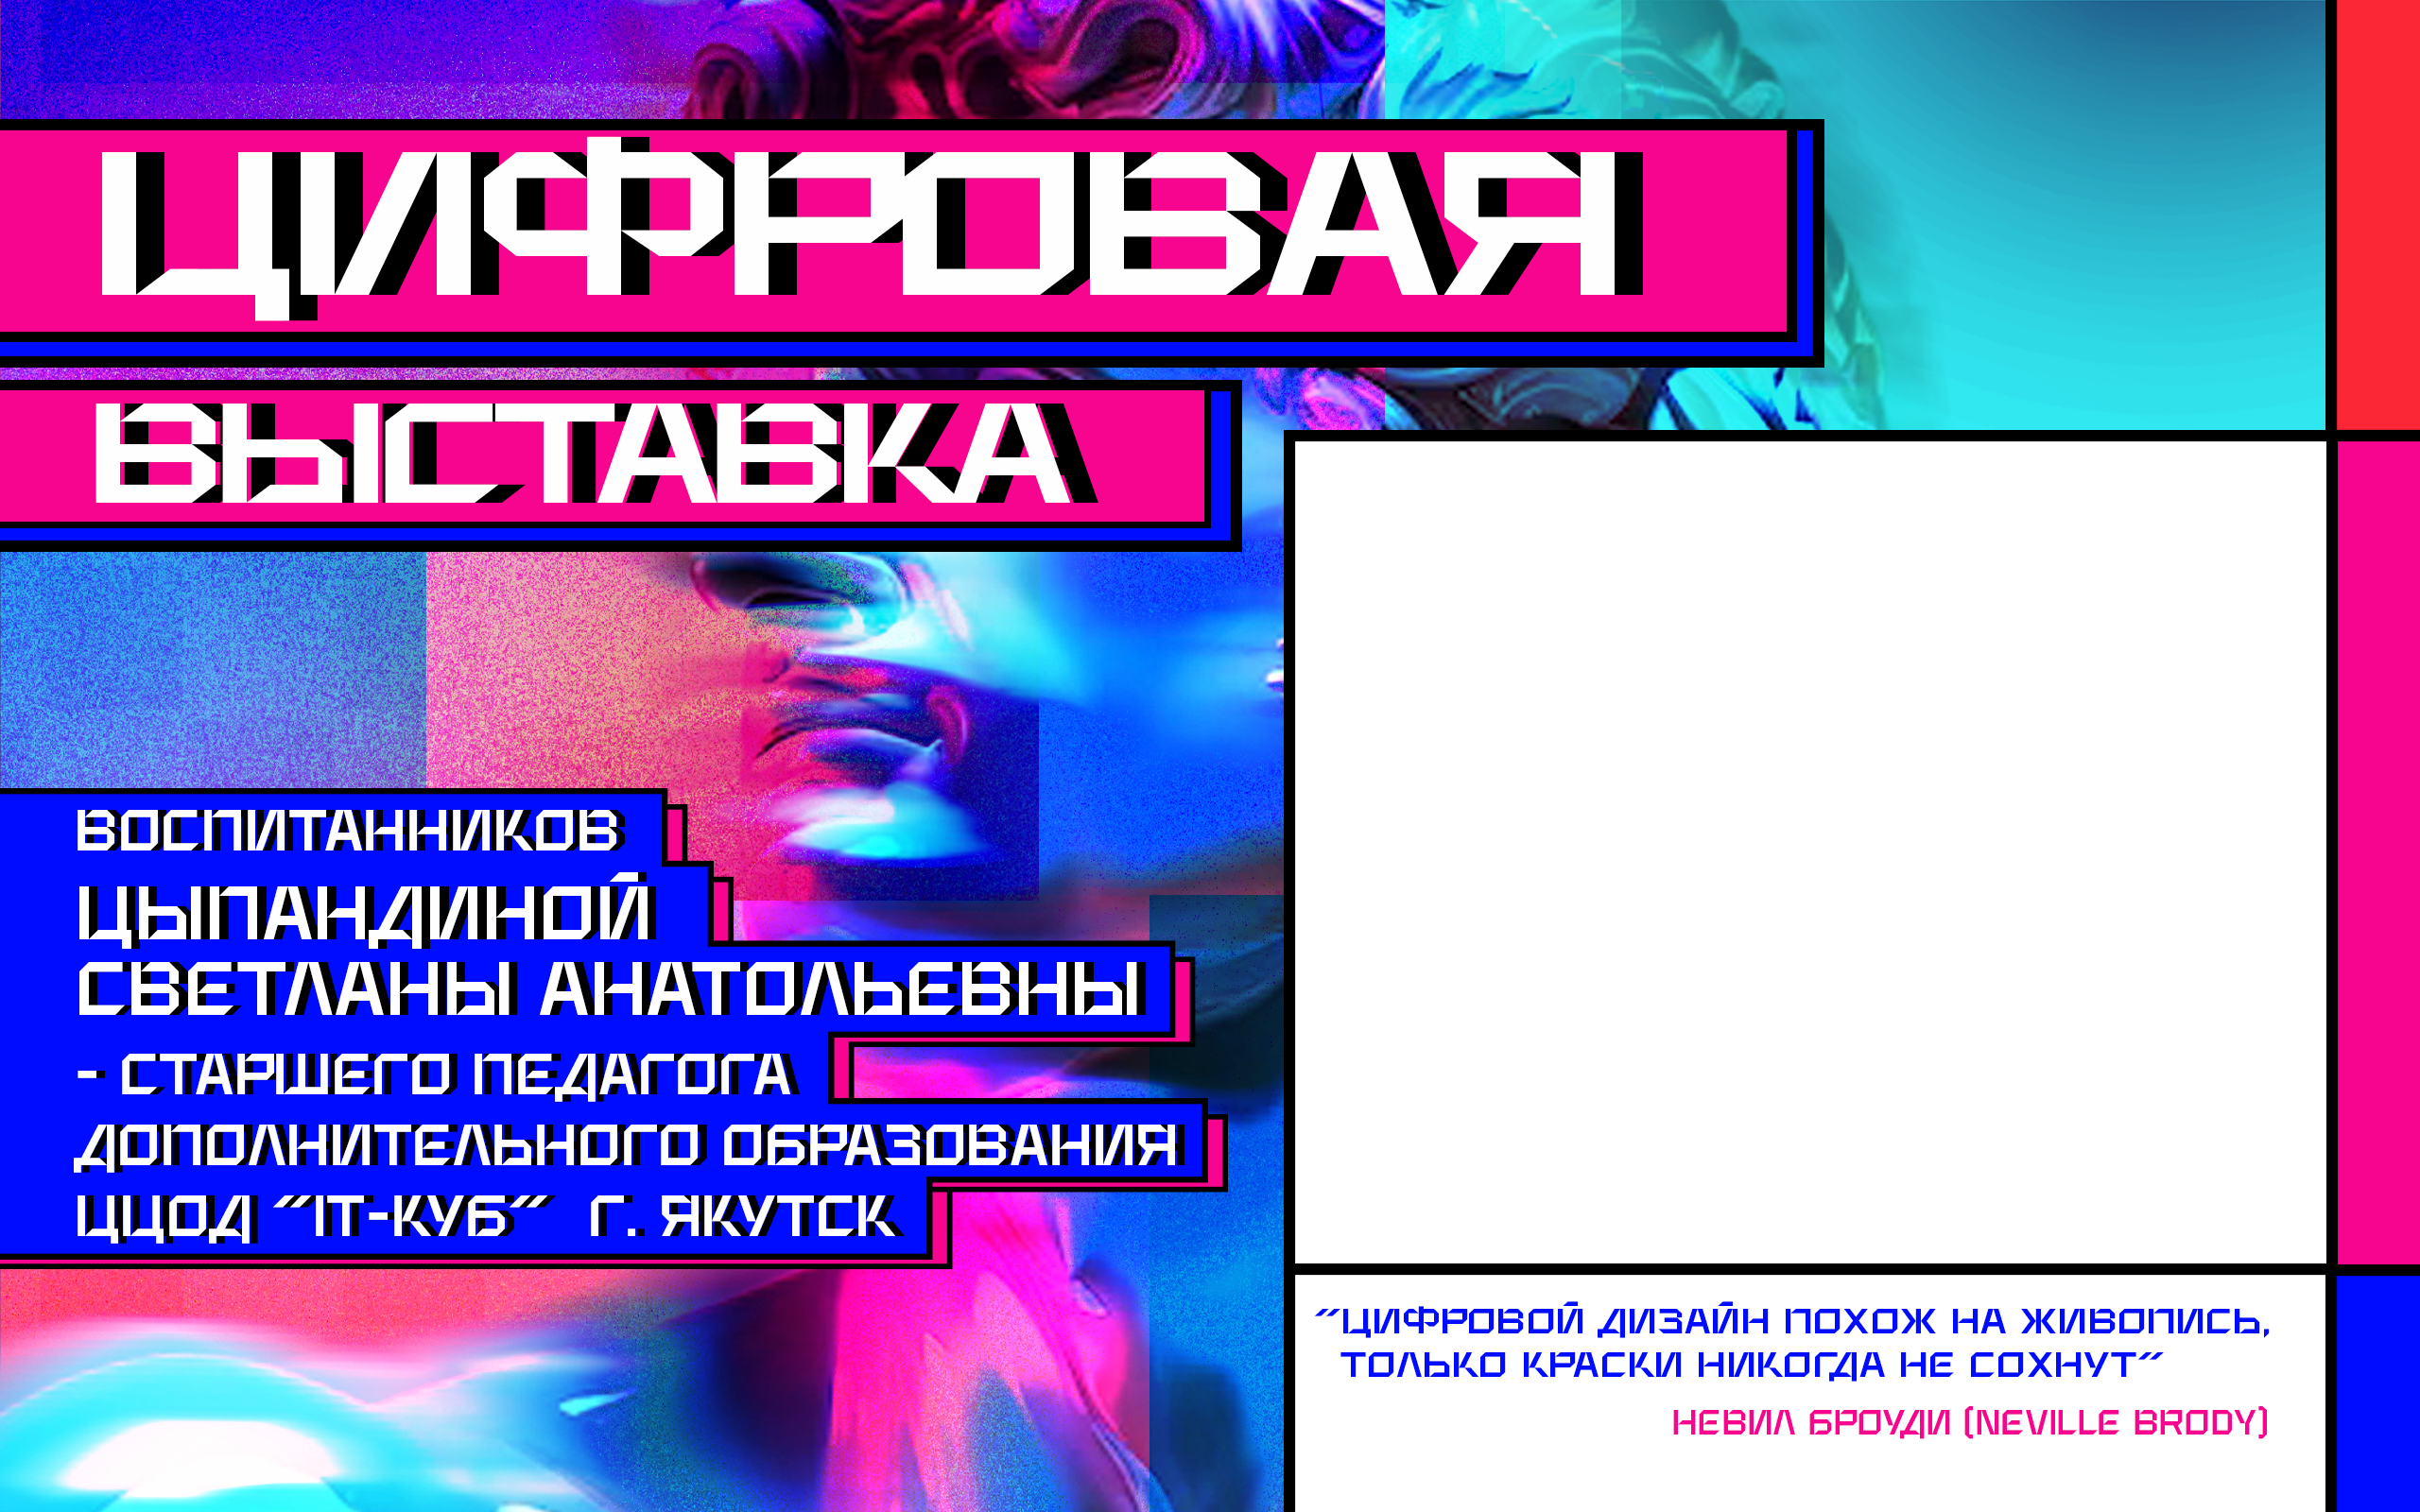 ЦИФРОВАЯ
ВЫСТАВКА
ВОСПИТАННИКОВ
ЦЫПАНДИНОЙ
СВЕТЛАНЫ АНАТОЛЬЕВНЫ
- СТАРШЕГО ПЕДАГОГА
ДОПОЛНИТЕЛЬНОГО ОБРАЗОВАНИЯ
ЦЦОД "IT-КУБ" Г. ЯКУТСК
"ЦИФРОВОЙ ДИЗАЙН ПОХОЖ НА ЖИВОПИСЬ,
ТОЛЬКО КРАСКИ НИКОГДА НЕ СОХНУТ"
НЕВИЛ БРОУДИ (NEVILLE BRODY)